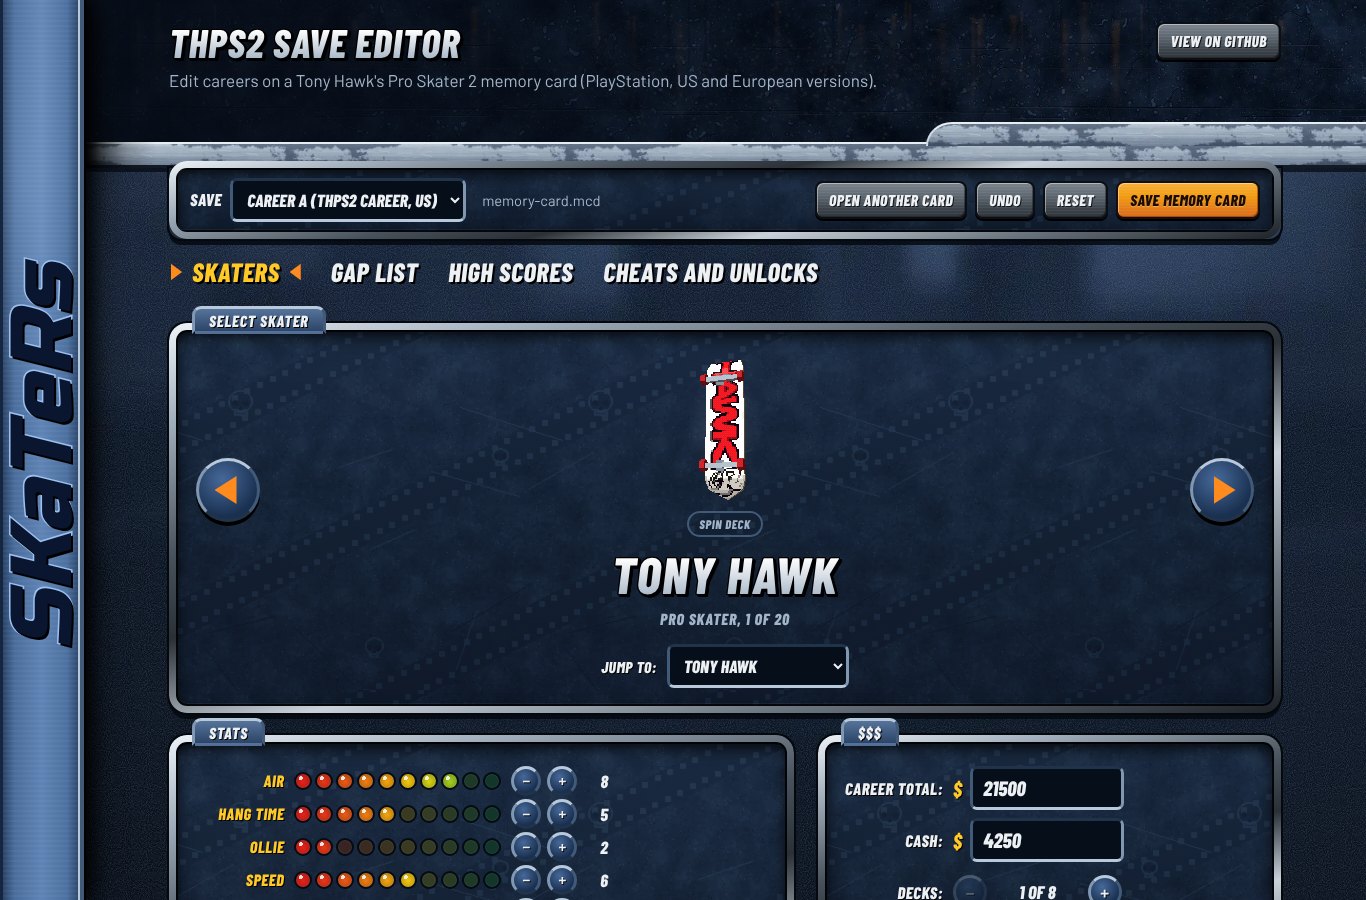 THPS2 SAVE EDITOR
VIEW ON GITHUB
Edit careers on a Tony Hawk's Pro Skater 2 memory card (PlayStation, US and European versions).
SAVE CAREER A (THPS2 CAREER, US) memory-card.mcd OPEN ANOTHER CARD UNDO RESET SAVE MEMORY CARD
SKATERS GAP LIST HIGH SCORES CHEATS AND UNLOCKS
SKaTeRs
SELECT SKATER
HAWK
SPIN DECK
TONY HAWK
PRO SKATER, 1 OF 20
JUMP TO: TONY HAWK
STATS
AIR − + 8
HANG TIME − + 5
OLLIE − + 2
SPEED − + 6
$$$
CAREER TOTAL: $ 21500
CASH: $ 4250
DECKS: − 1 OF 8 +